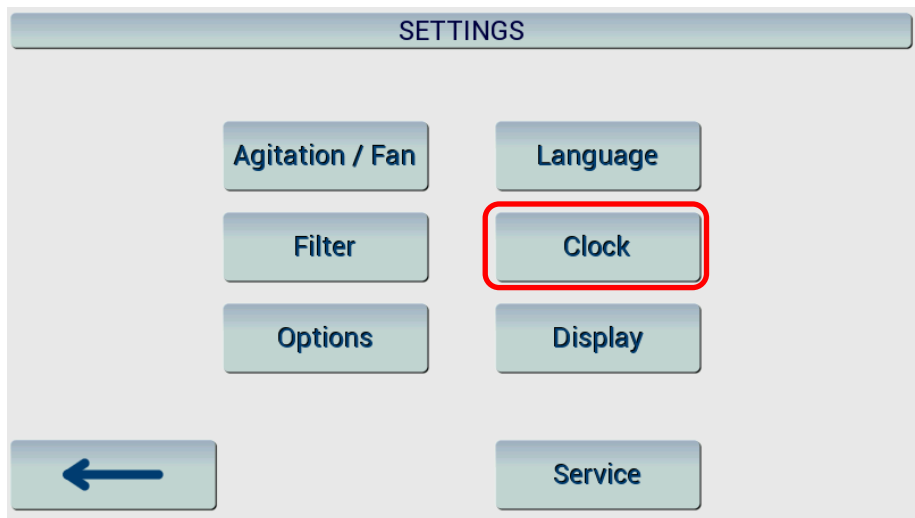 SETTINGS
Agitation / Fan
Language
Filter
Clock
Options
Display
Service